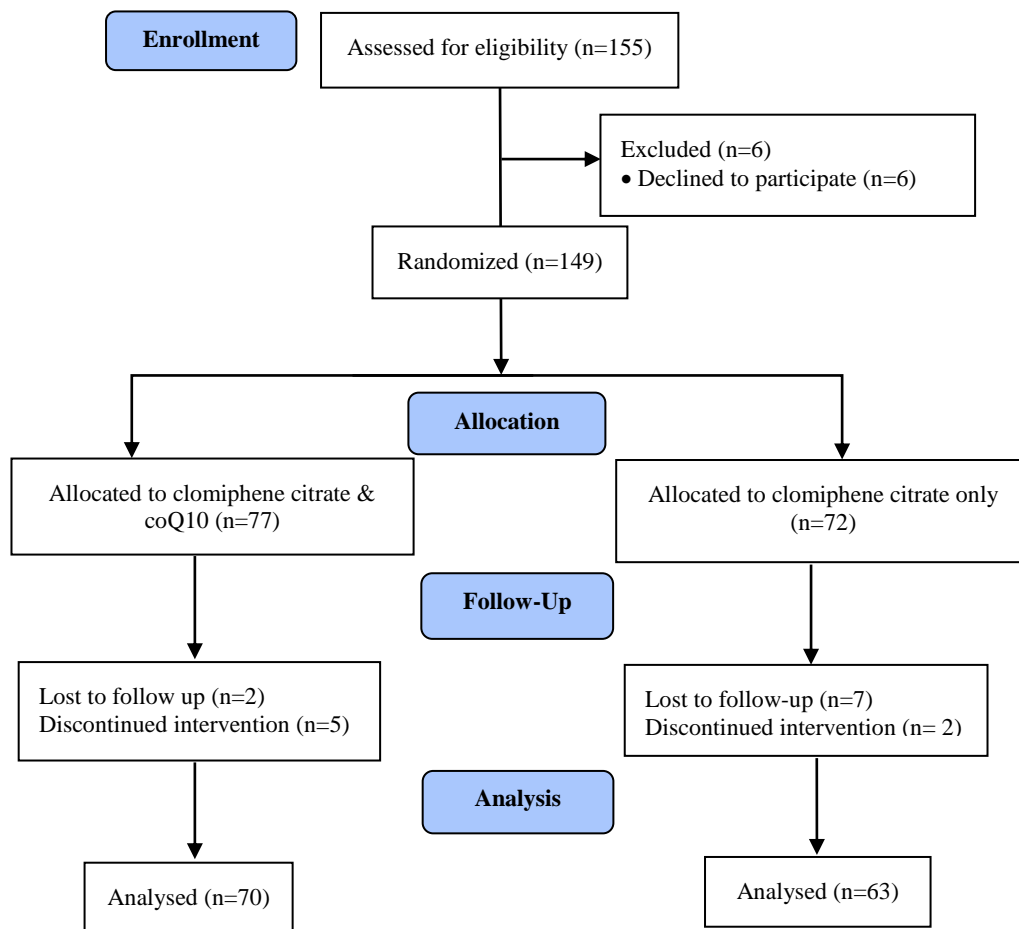 Enrollment
Assessed for eligibility (n=155)
Excluded (n=6)
• Declined to participate (n=6)
Randomized (n=149)
Allocation
Allocated to clomiphene citrate &
coQ10 (n=77)
Allocated to clomiphene citrate only
(n=72)
Follow-Up
Lost to follow up (n=2)
Discontinued intervention (n=5)
Lost to follow-up (n=7)
Discontinued intervention (n= 2)
Analysis
Analysed (n=70)
Analysed (n=63)